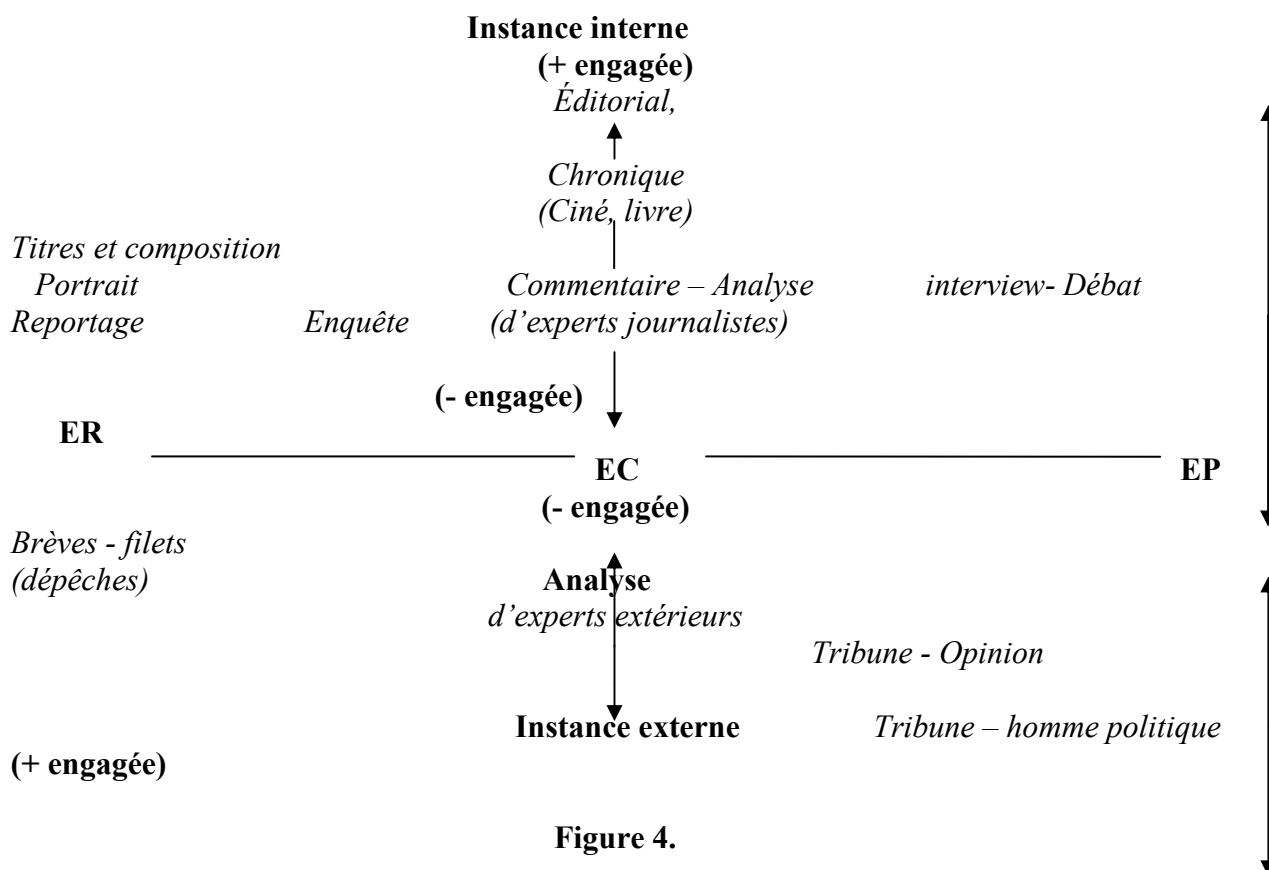 Instance interne
(+ engagée)
Éditorial,
Chronique
(Ciné, livre)
Titres et composition
Portrait Commentaire – Analyse interview- Débat
Reportage Enquête (d’experts journalistes)
(- engagée)
ER
EC EP
(- engagée)
Brèves - filets
(dépêches) Analyse
d’experts extérieurs
Tribune - Opinion
Instance externe Tribune – homme politique
(+ engagée)
Figure 4.